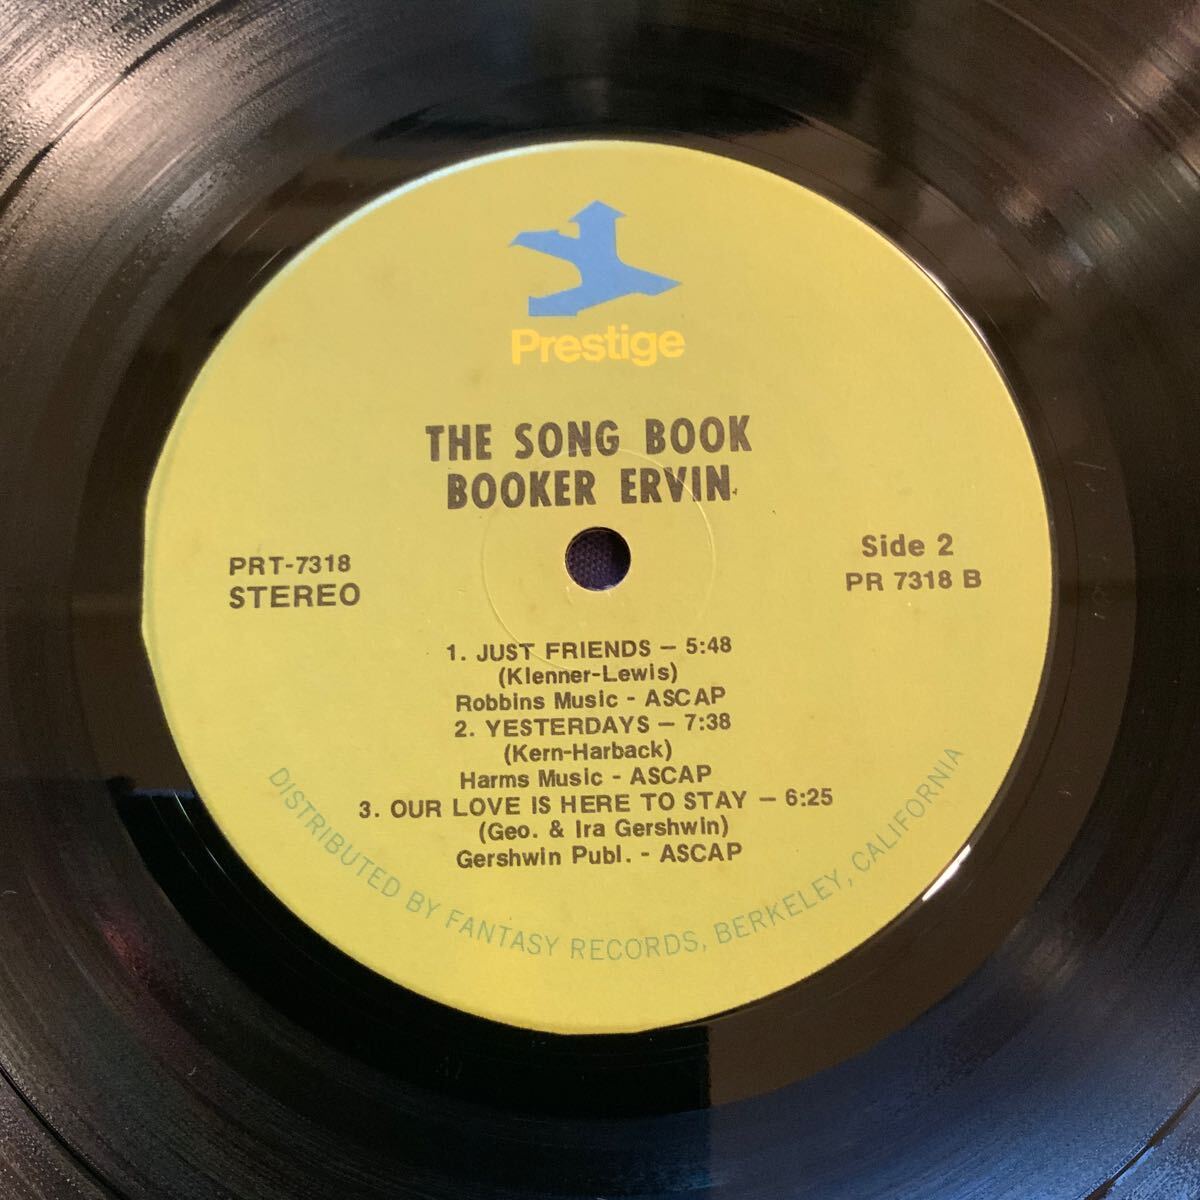 Prestige
THE SONG BOOK
BOOKER ERVIN
PRT-7318
STEREO
Side 2
PR 7318 B
1. JUST FRIENDS – 5:48
(Klenner-Lewis)
Robbins Music - ASCAP
2. YESTERDAYS – 7:38
(Kern-Harback)
Harms Music - ASCAP
3. OUR LOVE IS HERE TO STAY – 6:25
(Geo. & Ira Gershwin)
Gershwin Publ. - ASCAP
DISTRIBUTED BY FANTASY RECORDS, BERKELEY, CALIFORNIA